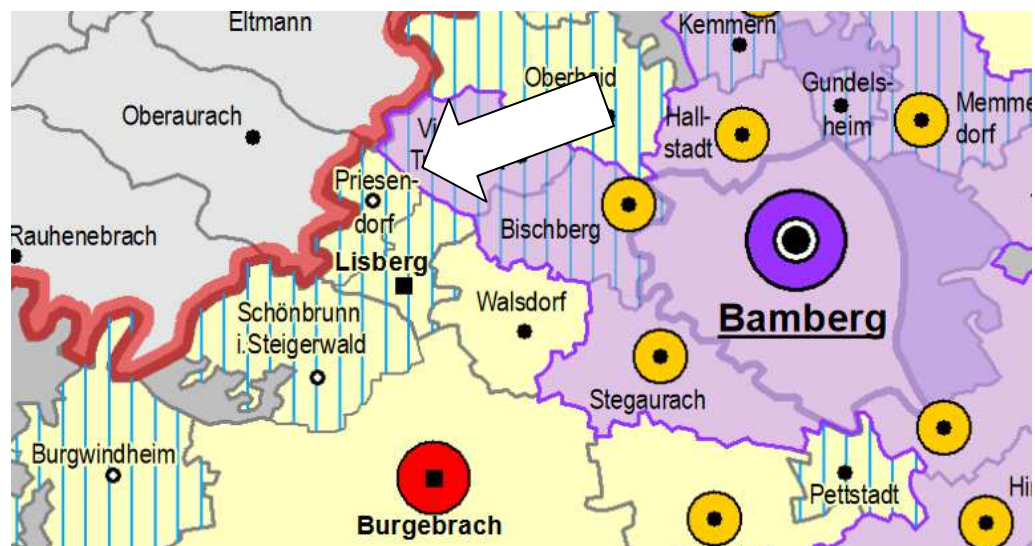 Eltmann
Kemmern
Oberhaid
Gundels-
heim
Memme
dorf
Oberaurach
Hall-
stadt
Priesen-
dorf
Bischberg
Rauhenebrach
Lisberg
Schönbrunn
i.Steigerwald
Walsdorf
Bamberg
Stegaurach
Burgwindheim
Pettstadt
Hi
Burgebrach